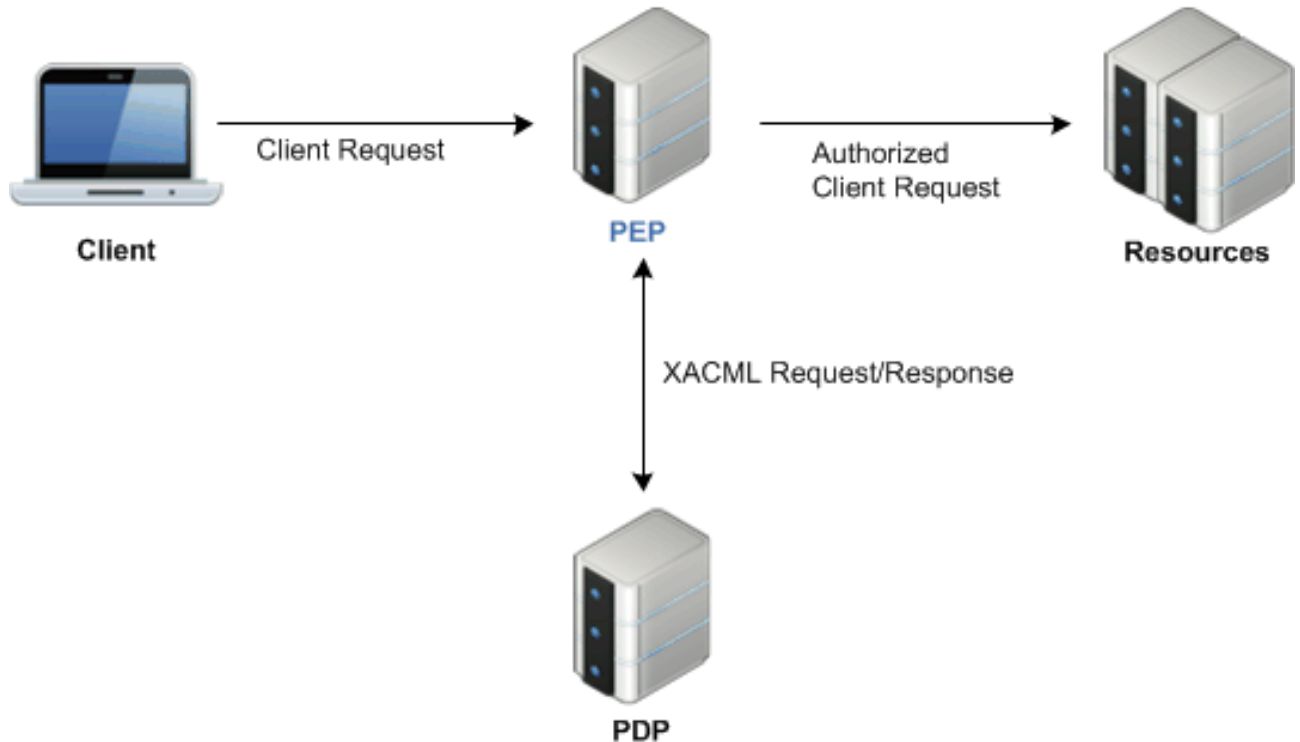 Client Request
Client
PEP
Authorized
Client Request
Resources
XACML Request/Response
PDP